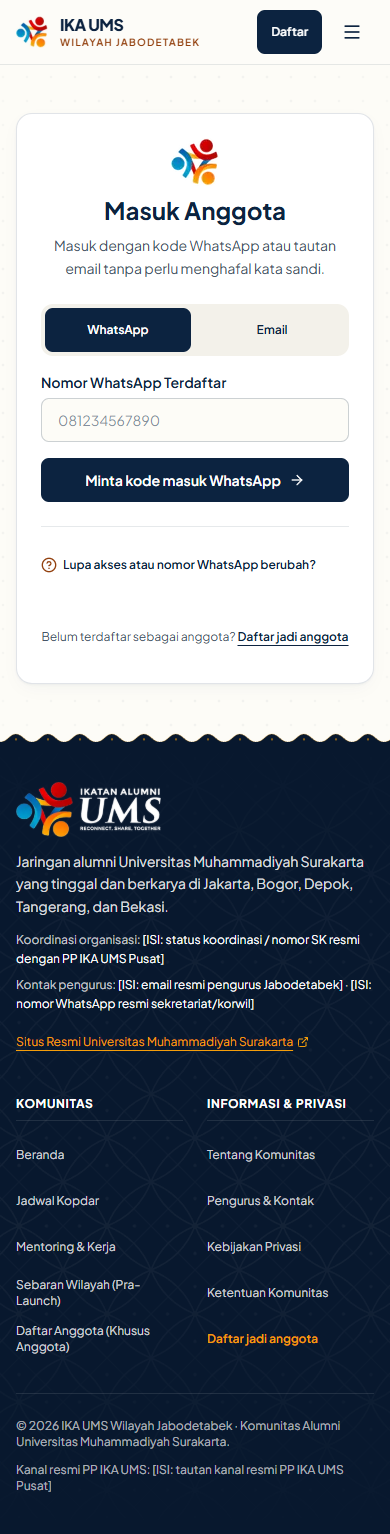 IKA UMS
WILAYAH JABODETABEK
Daftar
Masuk Anggota
Masuk dengan kode WhatsApp atau tautan
email tanpa perlu menghafal kata sandi.
WhatsApp
Email
Nomor WhatsApp Terdaftar
081234567890
Minta kode masuk WhatsApp
Lupa akses atau nomor WhatsApp berubah?
Belum terdaftar sebagai anggota? Daftar jadi anggota
IKATAN ALUMNI
UMS
RECONNECT, SHARE, TOGETHER
Jaringan alumni Universitas Muhammadiyah Surakarta
yang tinggal dan berkarya di Jakarta, Bogor, Depok,
Tangerang, dan Bekasi.
Koordinasi organisasi: [ISI: status koordinasi / nomor SK resmi
dengan PP IKA UMS Pusat]
Kontak pengurus: [ISI: email resmi pengurus Jabodetabek] · [ISI:
nomor WhatsApp resmi sekretariat/korwil]
Situs Resmi Universitas Muhammadiyah Surakarta
KOMUNITAS
Beranda
Jadwal Kopdar
Mentoring & Kerja
Sebaran Wilayah (Pra-
Launch)
Daftar Anggota (Khusus
Anggota)
INFORMASI & PRIVASI
Tentang Komunitas
Pengurus & Kontak
Kebijakan Privasi
Ketentuan Komunitas
Daftar jadi anggota
© 2026 IKA UMS Wilayah Jabodetabek · Komunitas Alumni
Universitas Muhammadiyah Surakarta.
Kanal resmi PP IKA UMS: [ISI: tautan kanal resmi PP IKA UMS
Pusat]